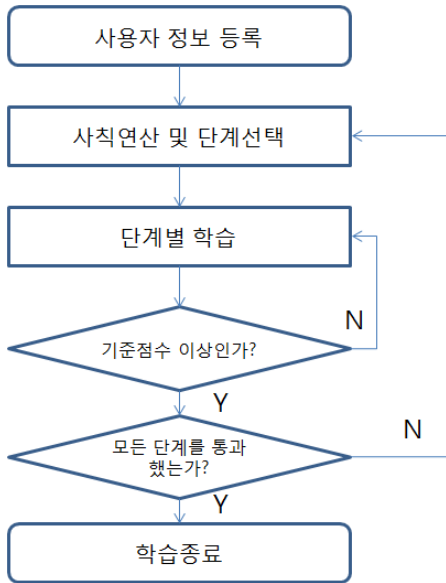 사용자 정보 등록
사칙연산 및 단계선택
단계별 학습
기준점수 이상인가?
N
Y
모든 단계를 통과
했는가?
N
Y
학습종료